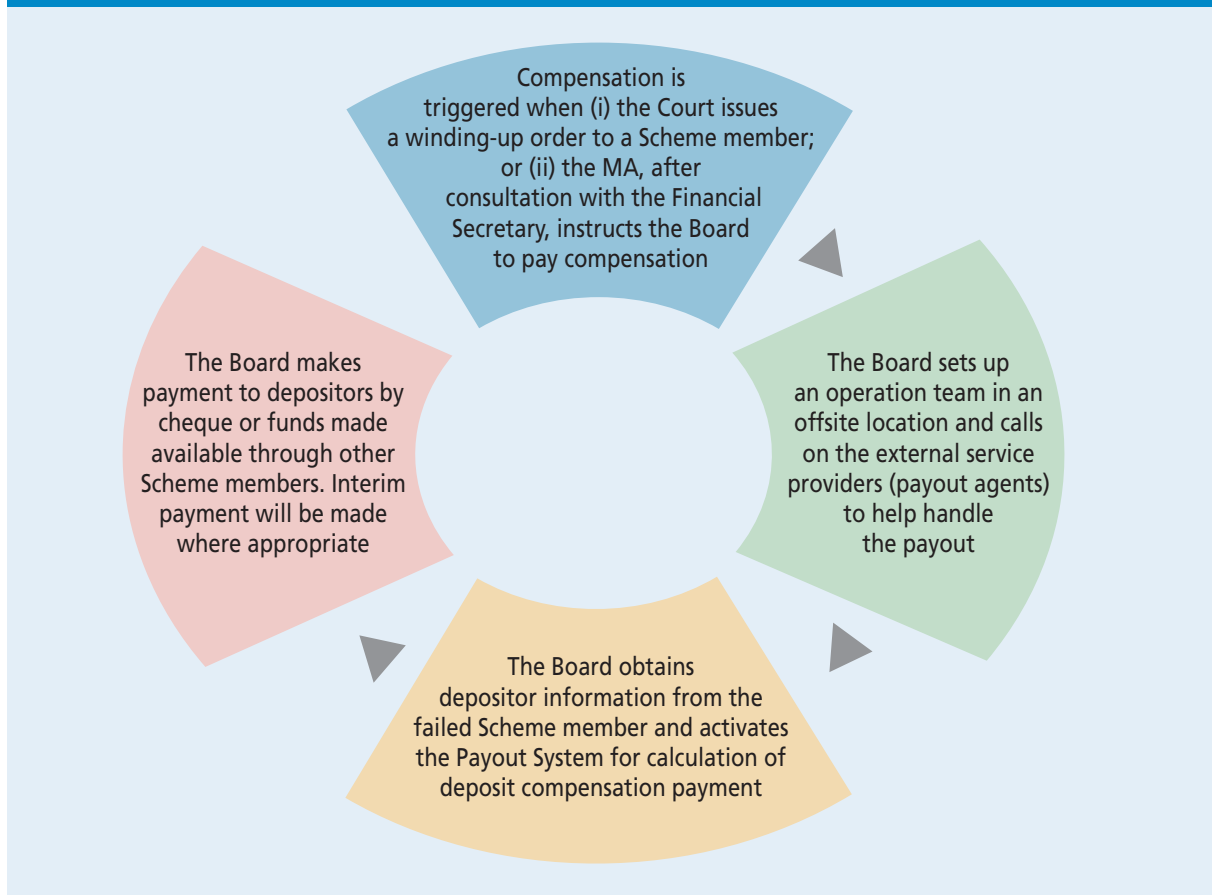 Compensation is
triggered when (i) the Court issues
a winding-up order to a Scheme member;
or (ii) the MA, after
consultation with the Financial
Secretary, instructs the Board
to pay compensation
The Board sets up
an operation team in an
offsite location and calls
on the external service
providers (payout agents)
to help handle
the payout
The Board obtains
depositor information from the
failed Scheme member and activates
the Payout System for calculation of
deposit compensation payment
The Board makes
payment to depositors by
cheque or funds made
available through other
Scheme members. Interim
payment will be made
where appropriate